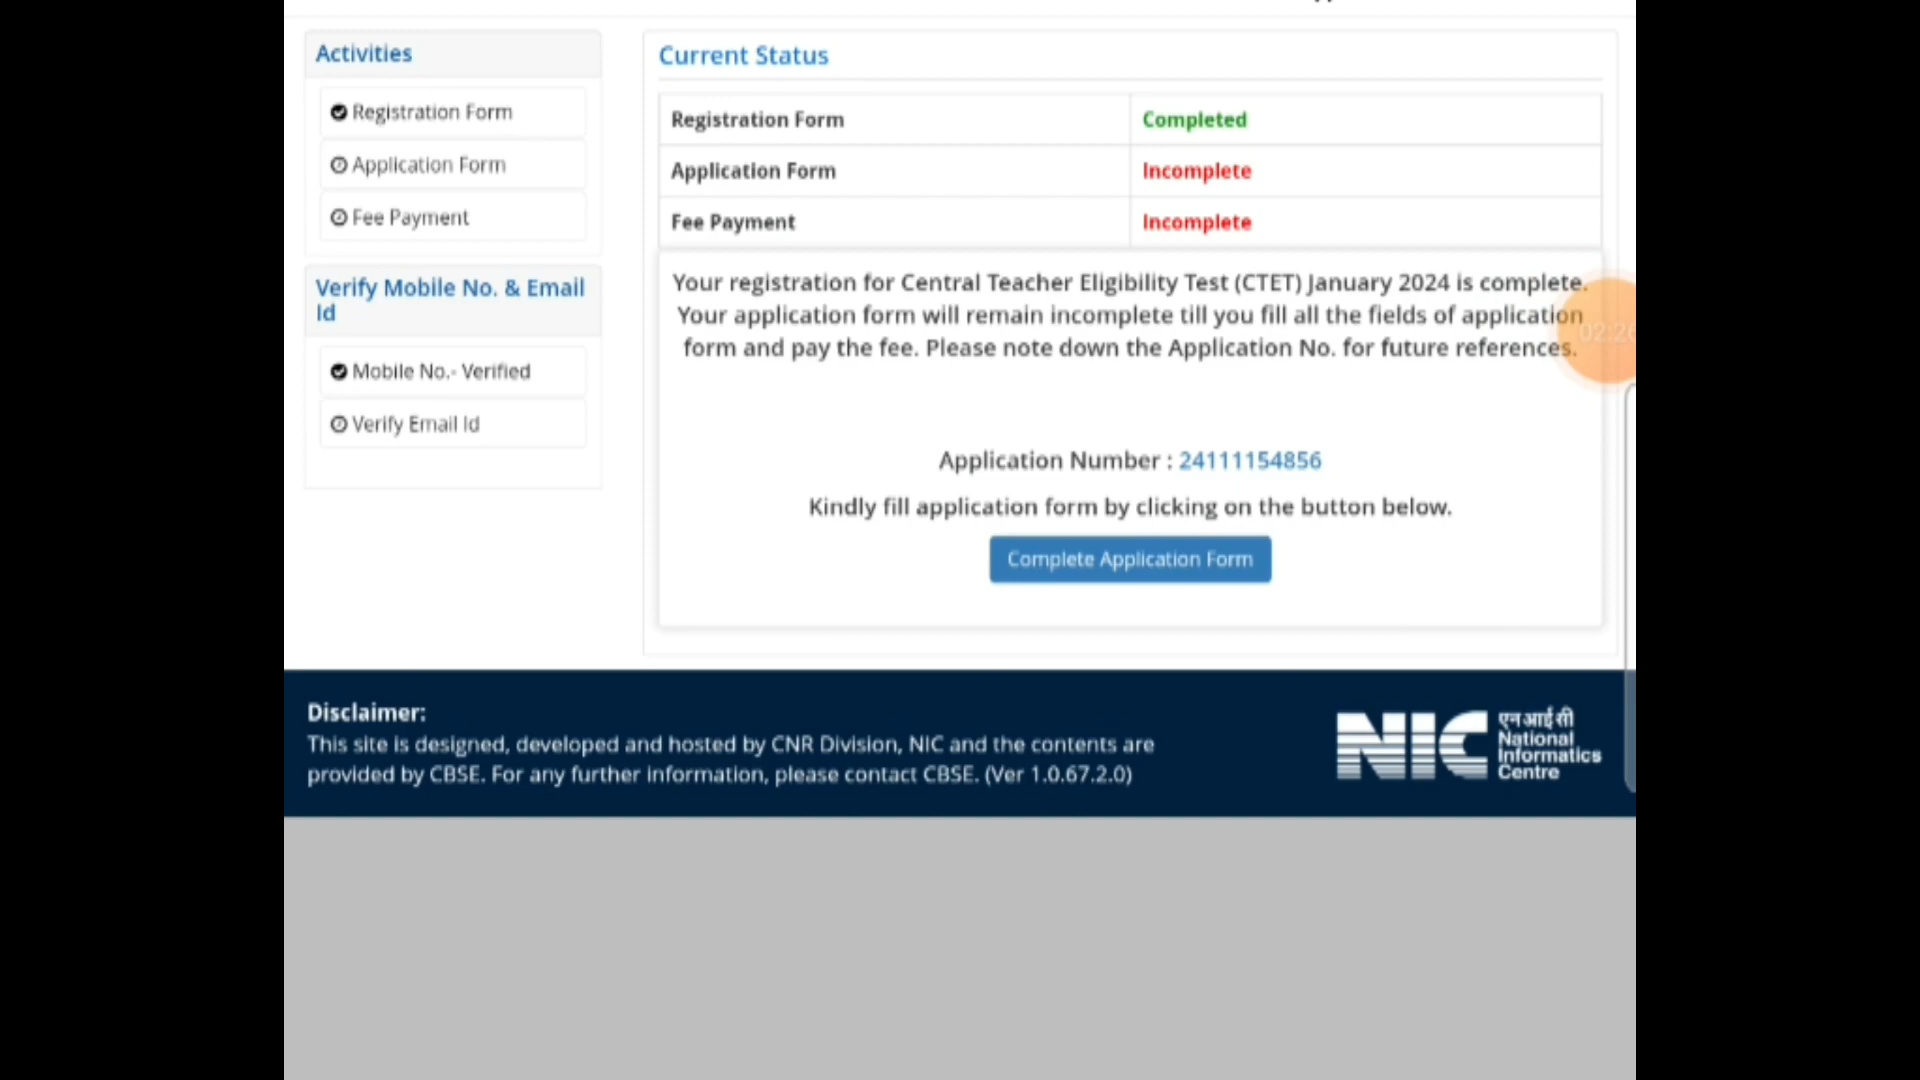 Activities
Registration Form
Application Form
Fee Payment
Verify Mobile No. & Email
Id
Mobile No.- Verified
Verify Email Id
Current Status
Registration Form Completed
Application Form Incomplete
Fee Payment Incomplete
Your registration for Central Teacher Eligibility Test (CTET) January 2024 is complete.
Your application form will remain incomplete till you fill all the fields of application
form and pay the fee. Please note down the Application No. for future references.
Application Number : 24111154856
Kindly fill application form by clicking on the button below.
Complete Application Form
Disclaimer:
This site is designed, developed and hosted by CNR Division, NIC and the contents are
provided by CBSE. For any further information, please contact CBSE. (Ver 1.0.67.2.0)
NIC
एन आई सी
National
Informatics
Centre